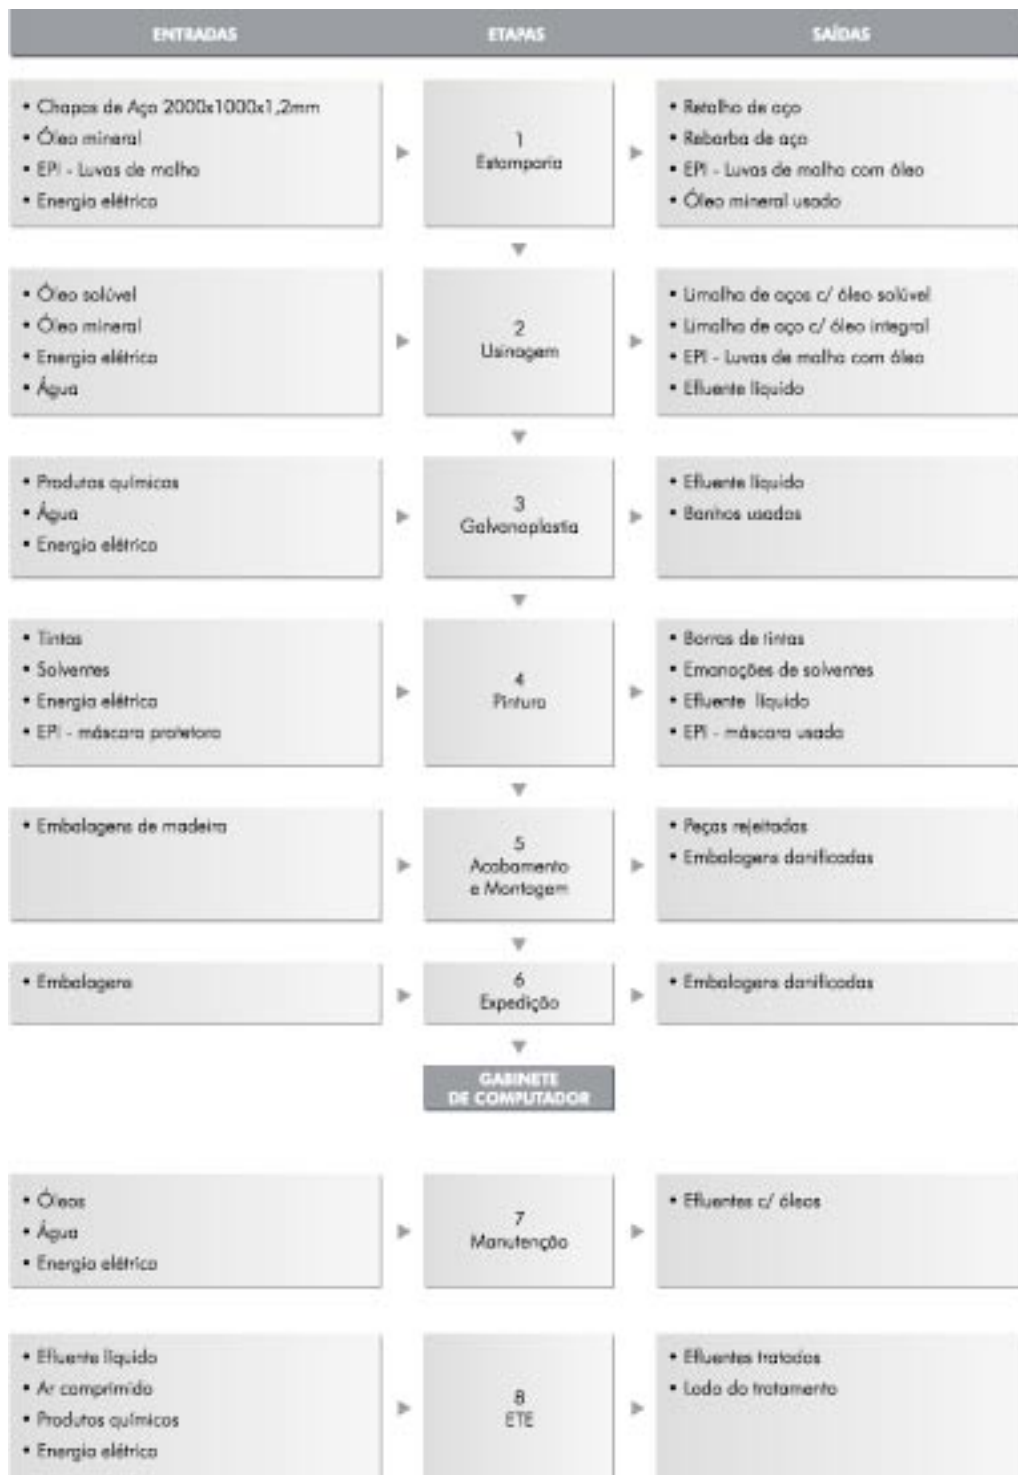 ENTRADAS ETAPAS SAÍDAS
• Chapas de Aço 2000x1000x1,2mm
• Óleo mineral
• EPI - Luvas de malha
• Energia elétrica
1
Estamparia
• Retalho de aço
• Rebarba de aço
• EPI - Luvas de malha com óleo
• Óleo mineral usado
• Óleo solúvel
• Óleo mineral
• Energia elétrica
• Água
2
Usinagem
• Limalha de aços c/ óleo solúvel
• Limalha de aço c/ óleo integral
• EPI - Luvas de malha com óleo
• Efluente líquido
• Produtos químicos
• Água
• Energia elétrica
3
Galvanoplastia
• Efluente líquido
• Banhos usados
• Tintas
• Solventes
• Energia elétrica
• EPI - máscara protetora
4
Pintura
• Borras de tintas
• Emanações de solventes
• Efluente líquido
• EPI - máscara usada
• Embalagens de madeira
5
Acabamento
e Montagem
• Peças rejeitadas
• Embalagens danificadas
• Embalagens
6
Expedição
• Embalagens danificadas
GABINETE
DE COMPUTADOR
• Óleos
• Água
• Energia elétrica
7
Manutenção
• Efluentes c/ óleos
• Efluente líquido
• Ar comprimido
• Produtos químicos
• Energia elétrica
8
ETE
• Efluentes tratados
• Lodo do tratamento